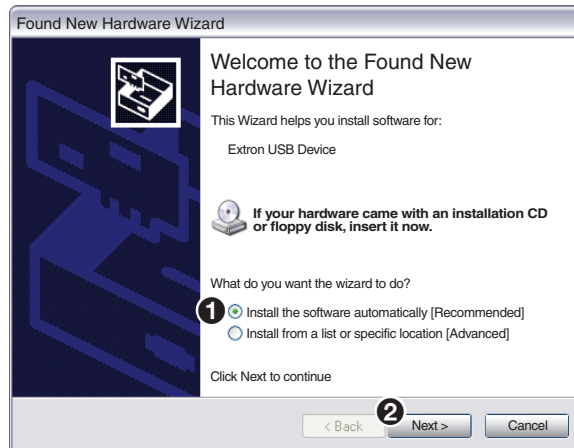 Found New Hardware Wizard
Welcome to the Found New
Hardware Wizard
This Wizard helps you install software for:
Extron USB Device
If your hardware came with an installation CD
or floppy disk, insert it now.
What do you want the wizard to do?
1 Install the software automatically [Recommended]
Install from a list or specific location [Advanced]
Click Next to continue
< Back 2 Next > Cancel